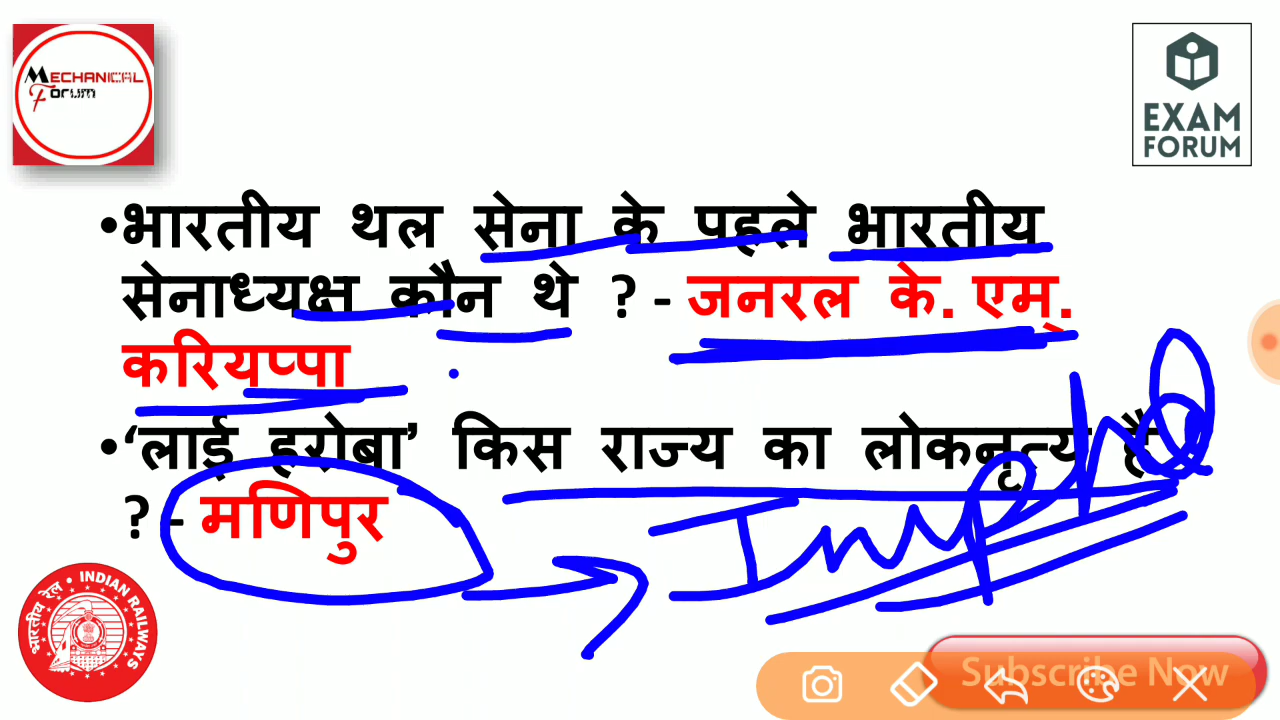 MECHANICAL
Forum
EXAM
FORUM
•भारतीय थल सेना के पहले भारतीय
सेनाध्यक्ष कौन थे ? - जनरल के. एम्.
करियप्पा
•‘लाई हरोबा’ किस राज्य का लोकनृत्य है
? - मणिपुर
Imphal
भारतीय रेल • INDIAN RAILWAYS
Subscribe Now